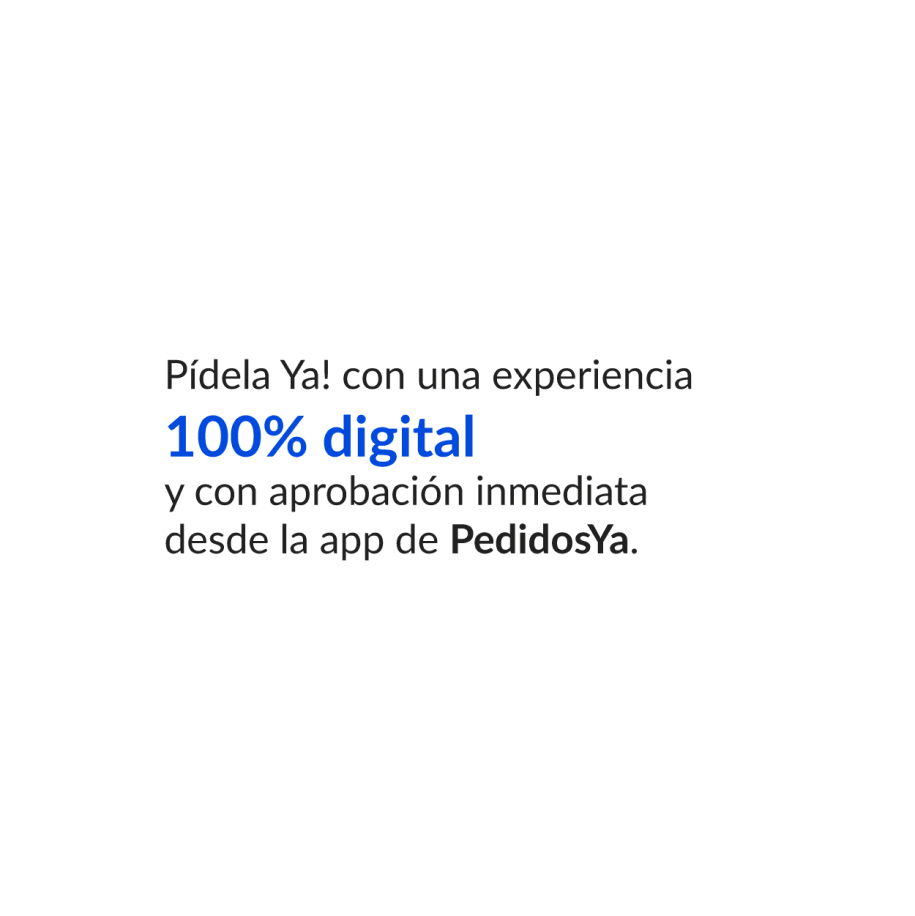 Pídela Ya! con una experiencia
100% digital
y con aprobación inmediata
desde la app de PedidosYa.